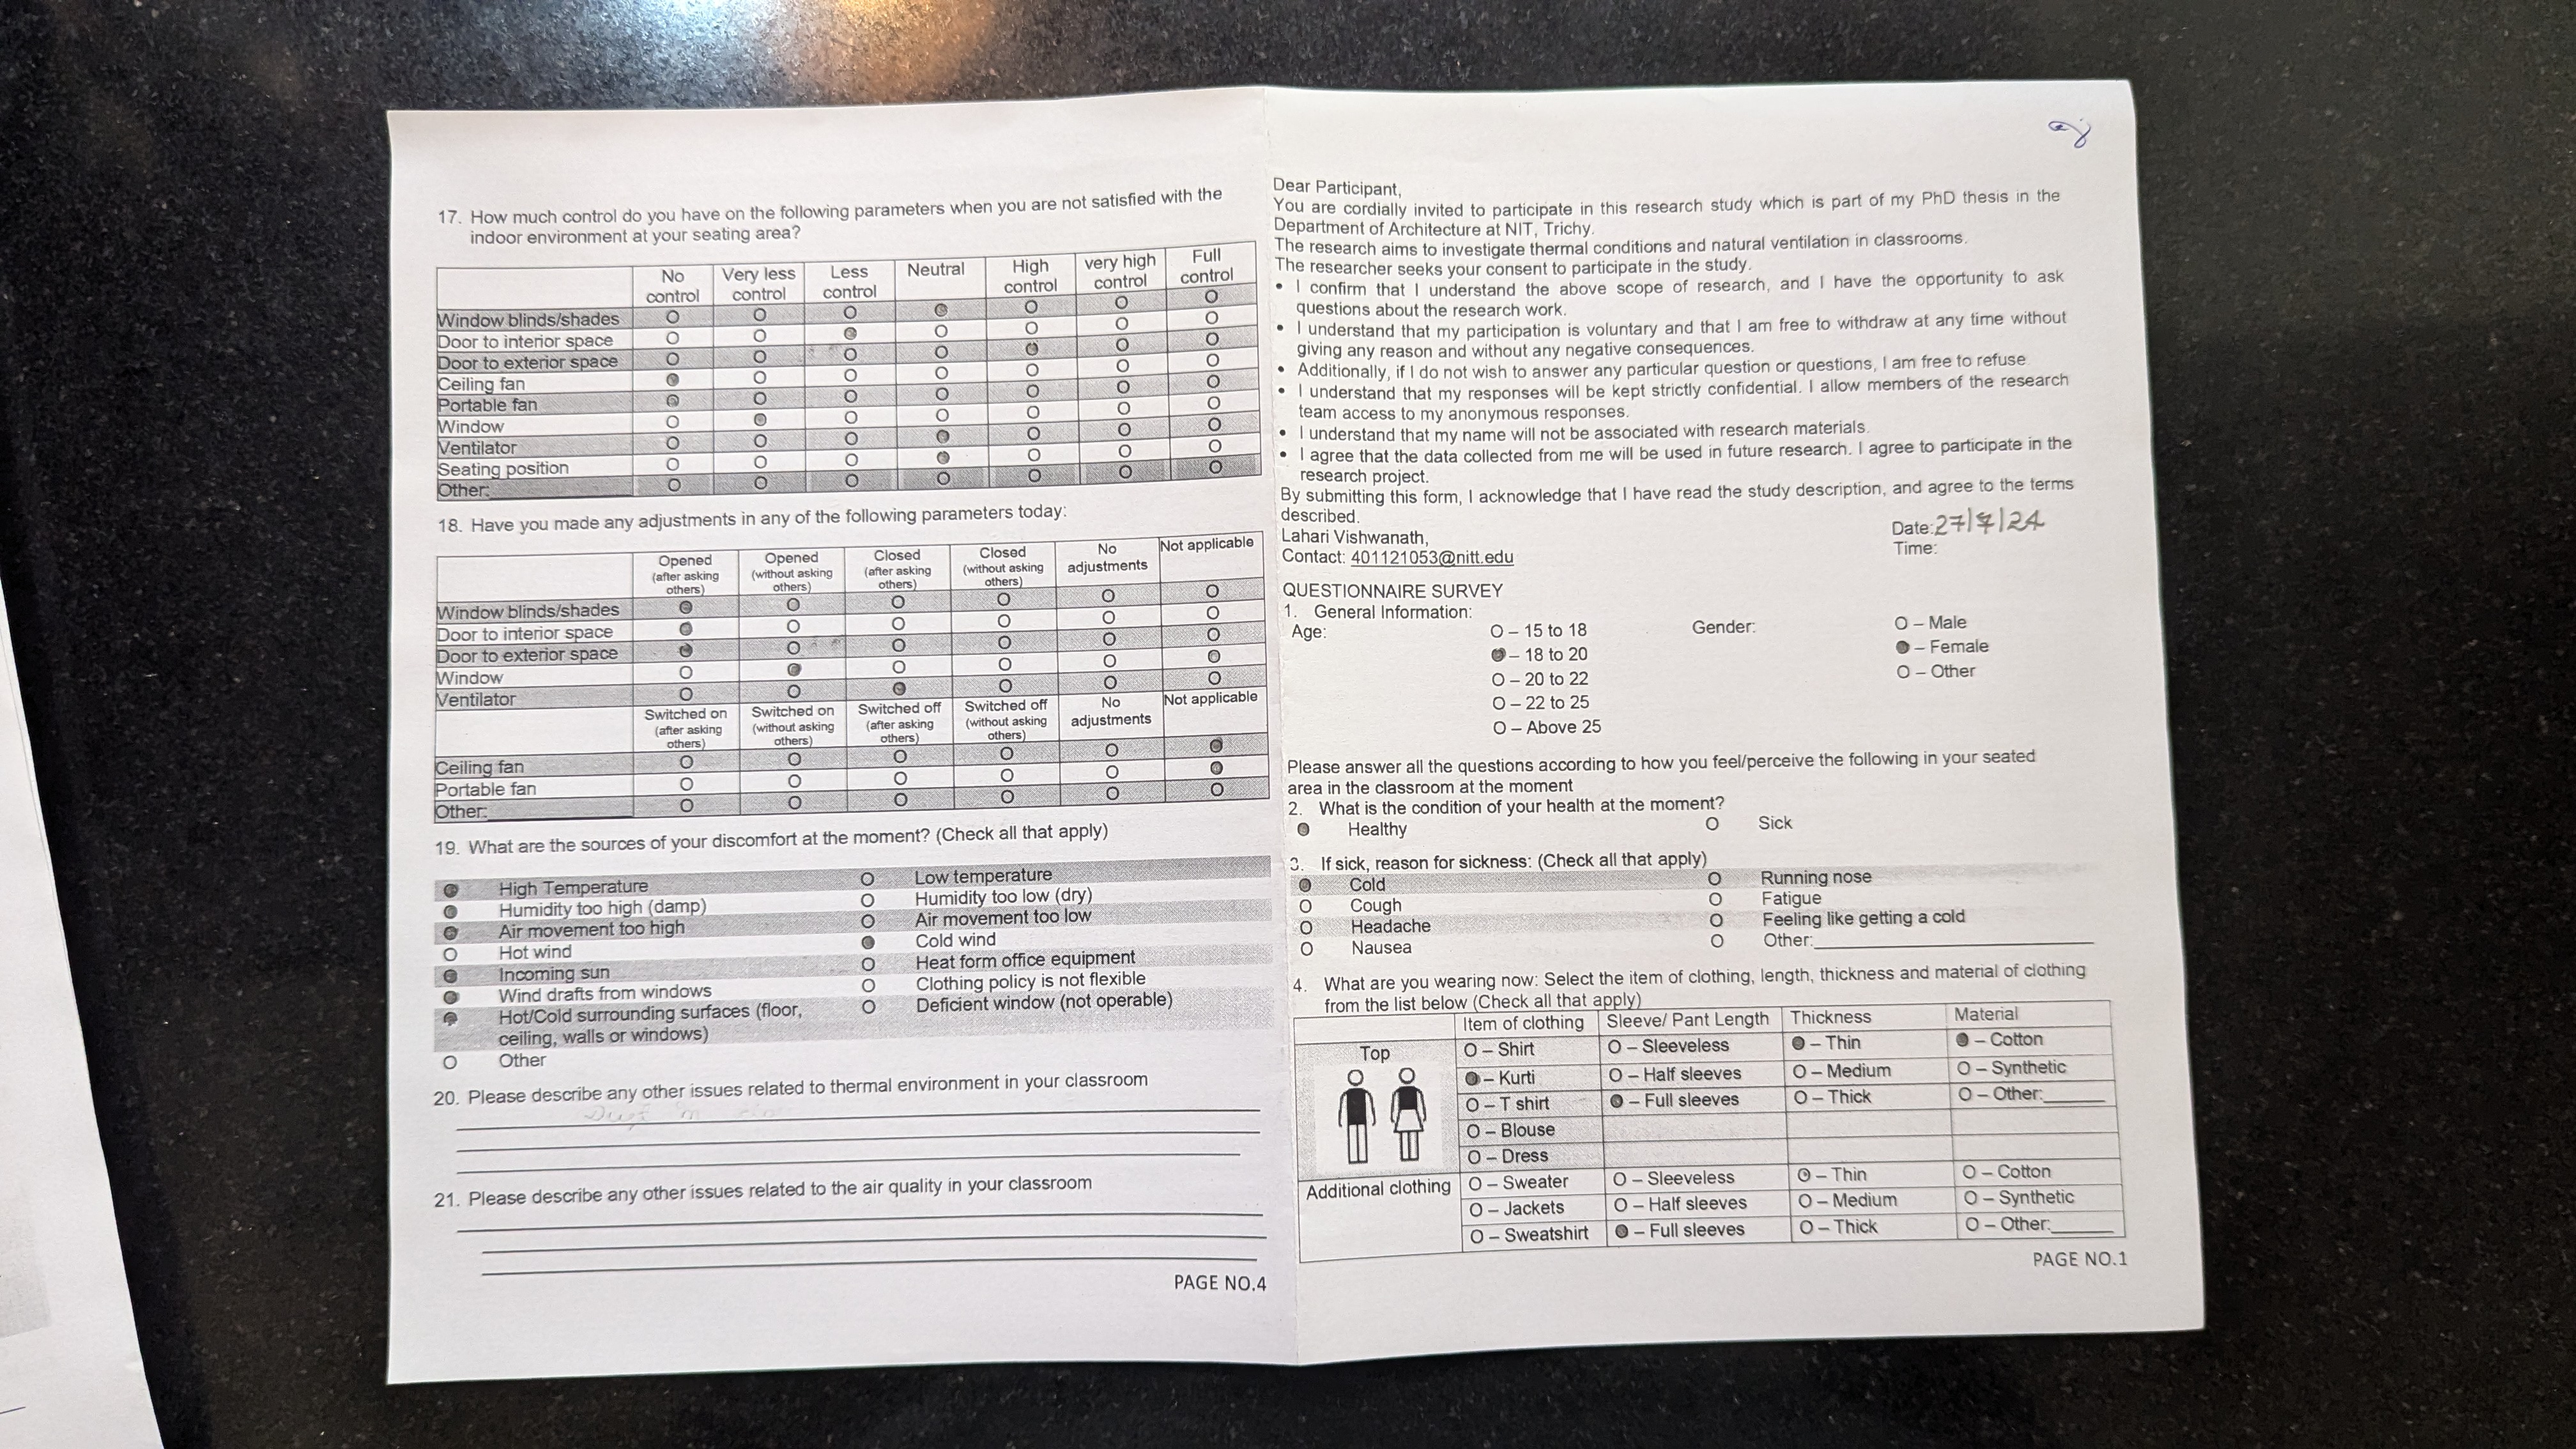 17. How much control do you have on the following parameters when you are not satisfied with the
indoor environment at your seating area?
No control Very less control Less control Neutral High control very high control Full control
Window blinds/shades O O O O O O O
Door to interior space O O O O O O O
Door to exterior space O O O O O O O
Ceiling fan O O O O O O O
Portable fan O O O O O O O
Window O O O O O O O
Ventilator O O O O O O O
Seating position O O O O O O O
Other: O O O O O O O
18. Have you made any adjustments in any of the following parameters today:
Opened (after asking others) Opened (without asking others) Closed (after asking others) Closed (without asking others) No adjustments Not applicable
Window blinds/shades O O O O O O
Door to interior space O O O O O O
Door to exterior space O O O O O O
Window O O O O O O
Ventilator O O O O O O
Switched on (after asking others) Switched on (without asking others) Switched off (after asking others) Switched off (without asking others) No adjustments Not applicable
Ceiling fan O O O O O O
Portable fan O O O O O O
Other: O O O O O O
19. What are the sources of your discomfort at the moment? (Check all that apply)
High Temperature O Low temperature
Humidity too high (damp) O Humidity too low (dry)
Air movement too high O Air movement too low
O Hot wind Cold wind
Incoming sun O Heat form office equipment
Wind drafts from windows O Clothing policy is not flexible
Hot/Cold surrounding surfaces (floor, O Deficient window (not operable)
ceiling, walls or windows)
O Other
20. Please describe any other issues related to thermal environment in your classroom
21. Please describe any other issues related to the air quality in your classroom
PAGE NO.4
Dear Participant,
You are cordially invited to participate in this research study which is part of my PhD thesis in the
Department of Architecture at NIT, Trichy.
The research aims to investigate thermal conditions and natural ventilation in classrooms.
The researcher seeks your consent to participate in the study.
• I confirm that I understand the above scope of research, and I have the opportunity to ask
questions about the research work.
• I understand that my participation is voluntary and that I am free to withdraw at any time without
giving any reason and without any negative consequences.
• Additionally, if I do not wish to answer any particular question or questions, I am free to refuse
• I understand that my responses will be kept strictly confidential. I allow members of the research
team access to my anonymous responses.
• I understand that my name will not be associated with research materials.
• I agree that the data collected from me will be used in future research. I agree to participate in the
research project.
By submitting this form, I acknowledge that I have read the study description, and agree to the terms
described.
Lahari Vishwanath, Date: 27/7/24
Contact: 401121053@nitt.edu Time:
QUESTIONNAIRE SURVEY
1. General Information:
Age: O – 15 to 18 Gender: O – Male
– 18 to 20 – Female
O – 20 to 22 O – Other
O – 22 to 25
O – Above 25
Please answer all the questions according to how you feel/perceive the following in your seated
area in the classroom at the moment
2. What is the condition of your health at the moment?
Healthy O Sick
3. If sick, reason for sickness: (Check all that apply)
Cold O Running nose
O Cough O Fatigue
O Headache O Feeling like getting a cold
O Nausea O Other:
4. What are you wearing now: Select the item of clothing, length, thickness and material of clothing
from the list below (Check all that apply)
Item of clothing Sleeve/ Pant Length Thickness Material
Top O – Shirt O – Sleeveless – Thin – Cotton
– Kurti O – Half sleeves O – Medium O – Synthetic
O – T shirt – Full sleeves O – Thick O – Other:
O – Blouse
O – Dress
Additional clothing O – Sweater O – Sleeveless O – Thin O – Cotton
O – Jackets O – Half sleeves O – Medium O – Synthetic
O – Sweatshirt – Full sleeves O – Thick O – Other:
PAGE NO.1